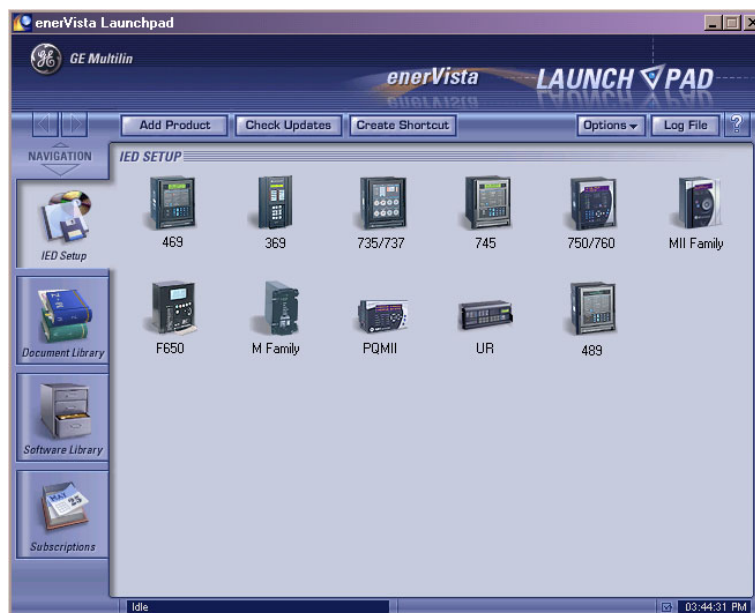 enerVista Launchpad
GE Multilin
enerVista LAUNCH PAD
Add Product Check Updates Create Shortcut Options Log File ?
NAVIGATION
IED SETUP
469 369 735/737 745 750/760 MII Family
IED Setup
F650 M Family PQMII UR 489
Document Library
Software Library
MAY
25
Subscriptions
Idle 03:44:31 PM